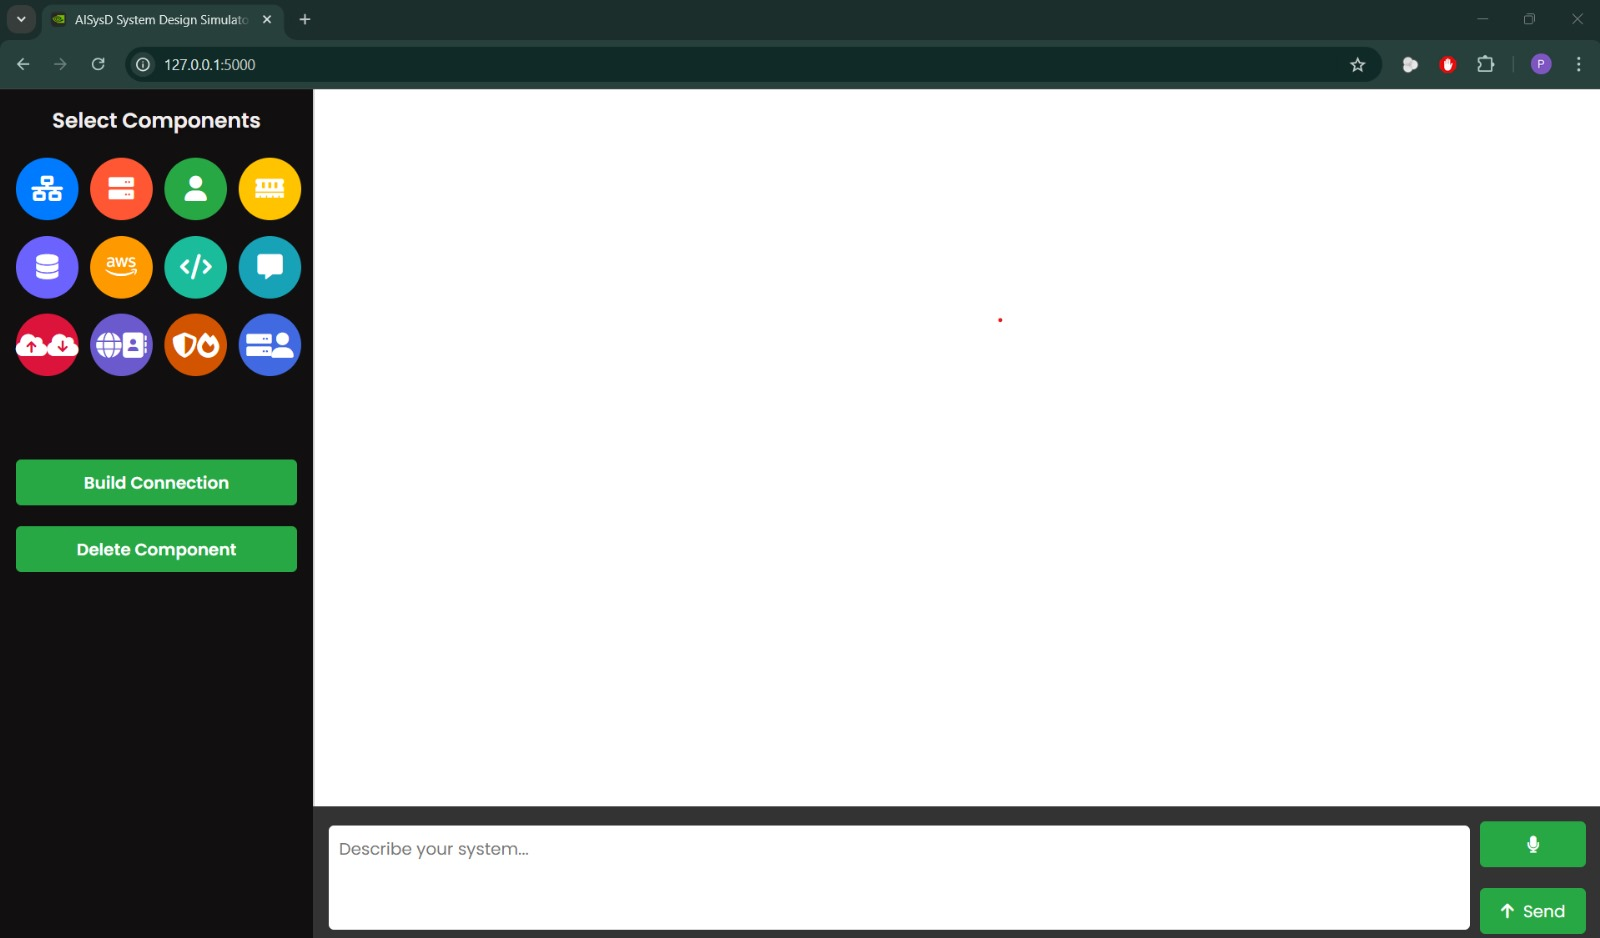 AISysD System Design Simulato
127.0.0.1:5000
P
Select Components
aws
Build Connection
Delete Component
Describe your system...
Send